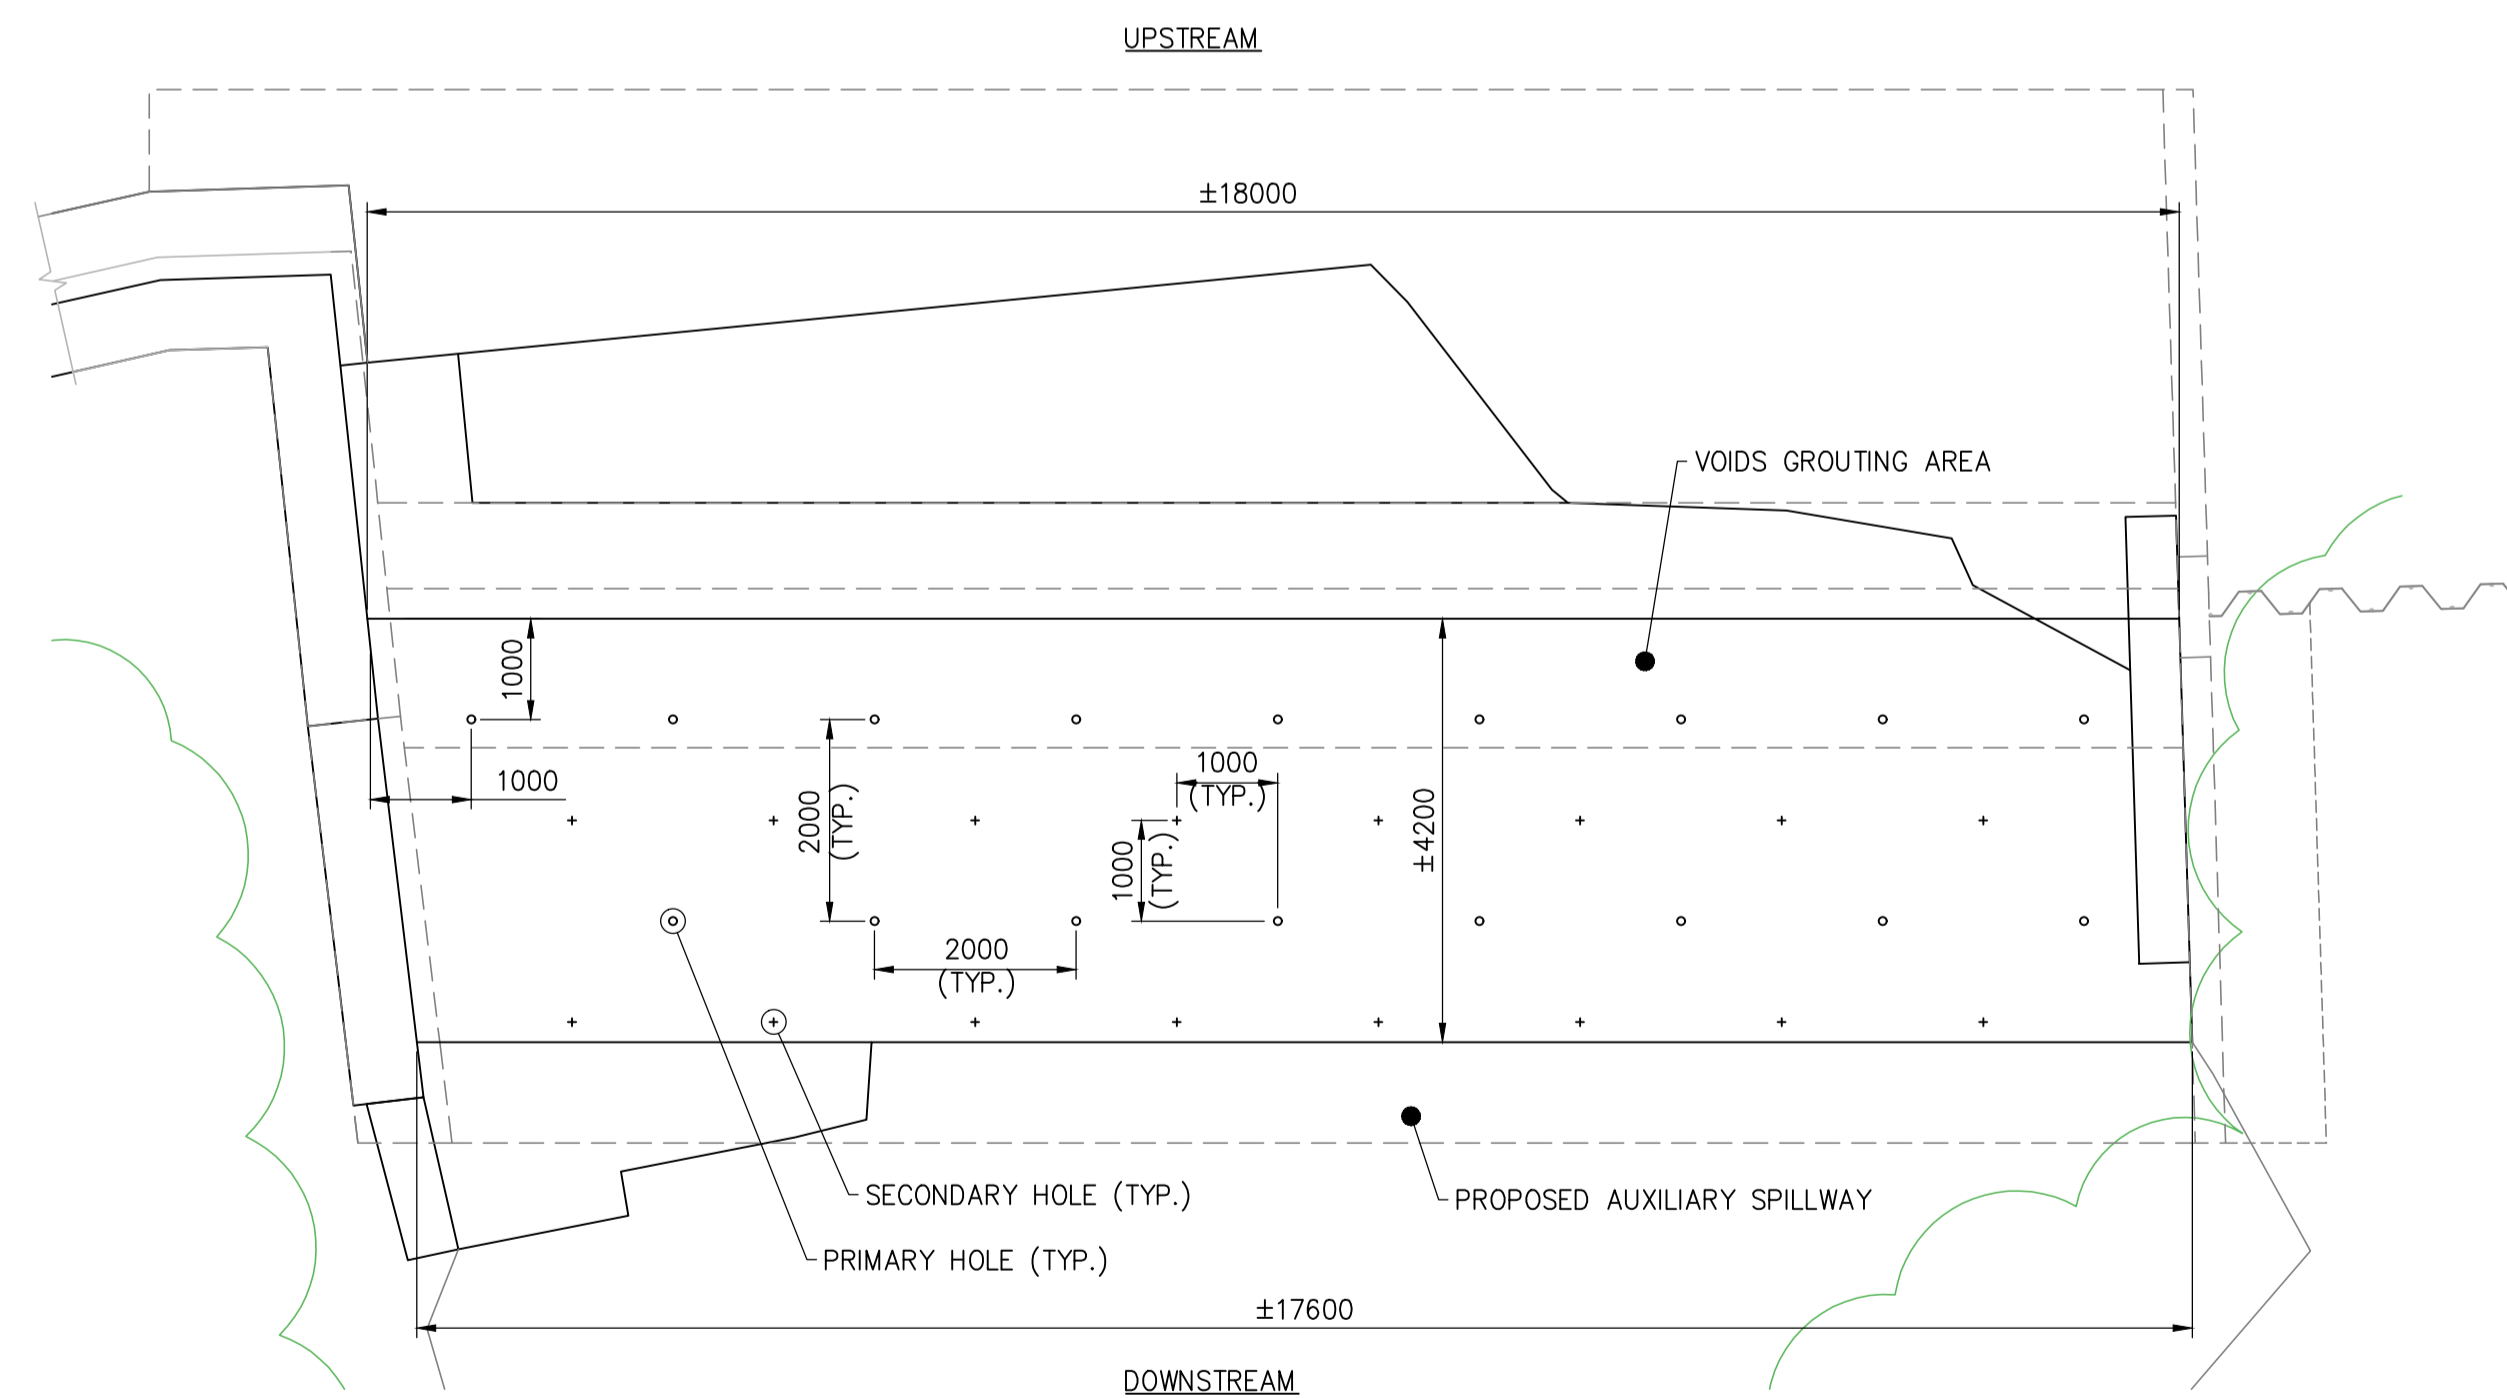 UPSTREAM
±18000
VOIDS GROUTING AREA
1000
1000
2000
(TYP.)
1000
(TYP.)
1000
(TYP.)
±4200
2000
(TYP.)
SECONDARY HOLE (TYP.)
PROPOSED AUXILIARY SPILLWAY
PRIMARY HOLE (TYP.)
±17600
DOWNSTREAM